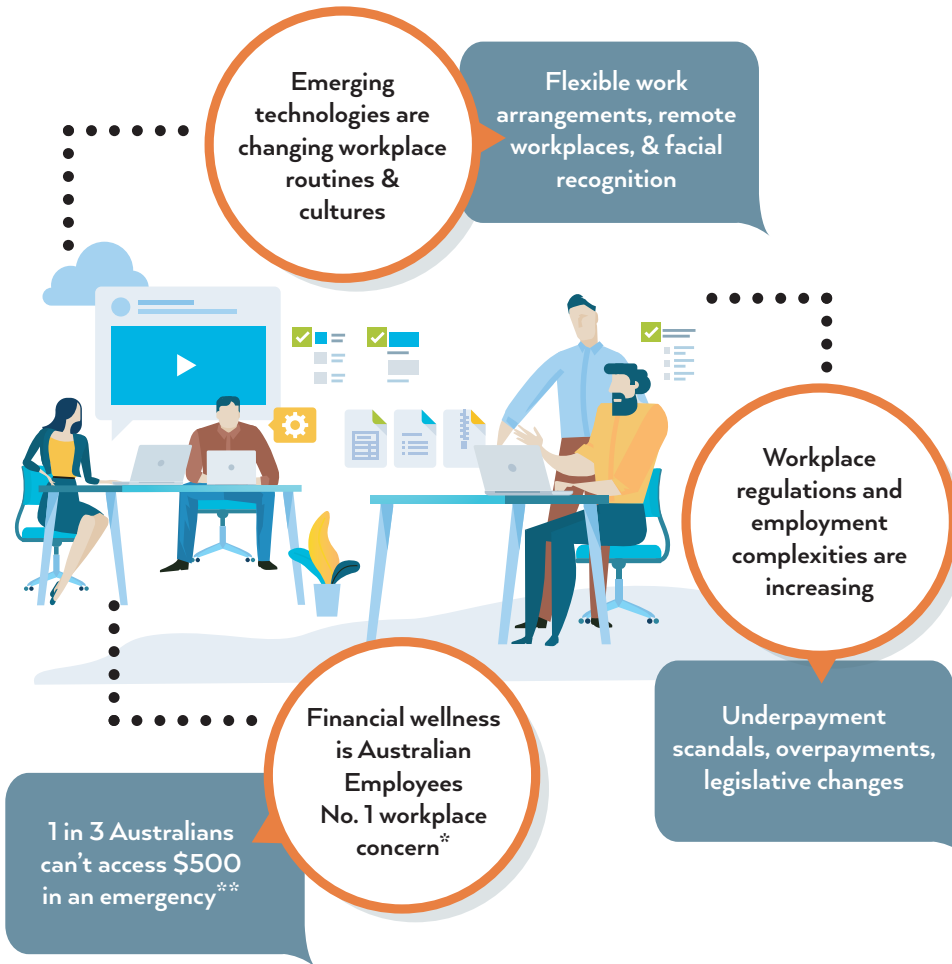 Emerging
technologies are
changing workplace
routines &
cultures
Flexible work
arrangements, remote
workplaces, & facial
recognition
Workplace
regulations and
employment
complexities are
increasing
Underpayment
scandals, overpayments,
legislative changes
Financial wellness
is Australian
Employees
No. 1 workplace
concern*
1 in 3 Australians
can't access $500
in an emergency**